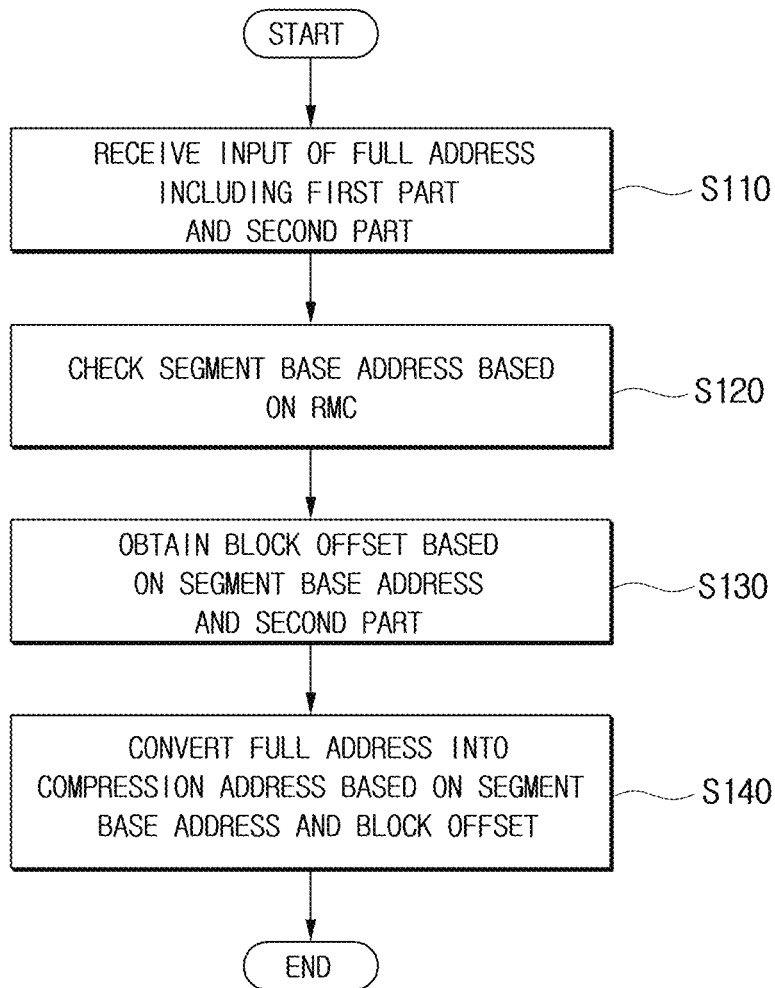 START
RECEIVE INPUT OF FULL ADDRESS
INCLUDING FIRST PART
AND SECOND PART
S110
CHECK SEGMENT BASE ADDRESS BASED
ON RMC
S120
OBTAIN BLOCK OFFSET BASED
ON SEGMENT BASE ADDRESS
AND SECOND PART
S130
CONVERT FULL ADDRESS INTO
COMPRESSION ADDRESS BASED ON SEGMENT
BASE ADDRESS AND BLOCK OFFSET
S140
END